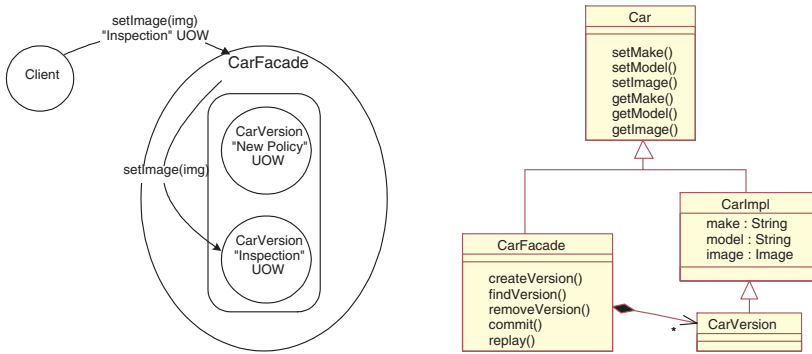 setImage(img)
"Inspection" UOW
Client
CarFacade
CarVersion
"New Policy"
UOW
setImage(img)
CarVersion
"Inspection"
UOW
Car
setMake()
setModel()
setImage()
getMake()
getModel()
getImage()
CarImpl
make : String
model : String
image : Image
CarFacade
createVersion()
findVersion()
removeVersion()
commit()
replay()
*
CarVersion